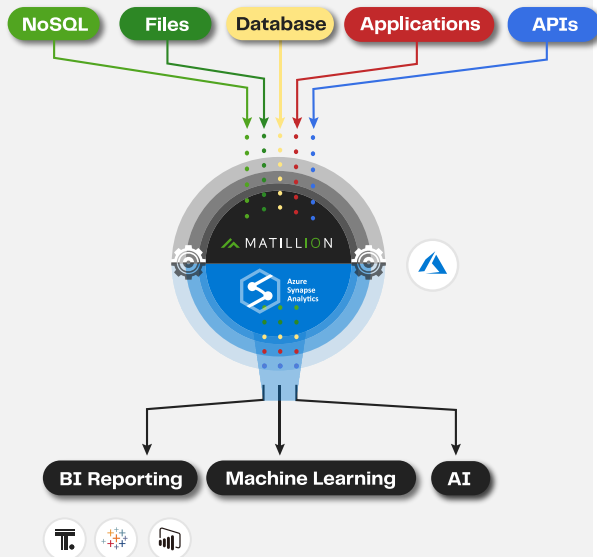 NoSQL
Files
Database
Applications
APIs
MATILLION
Azure
Synapse
Analytics
BI Reporting
Machine Learning
AI